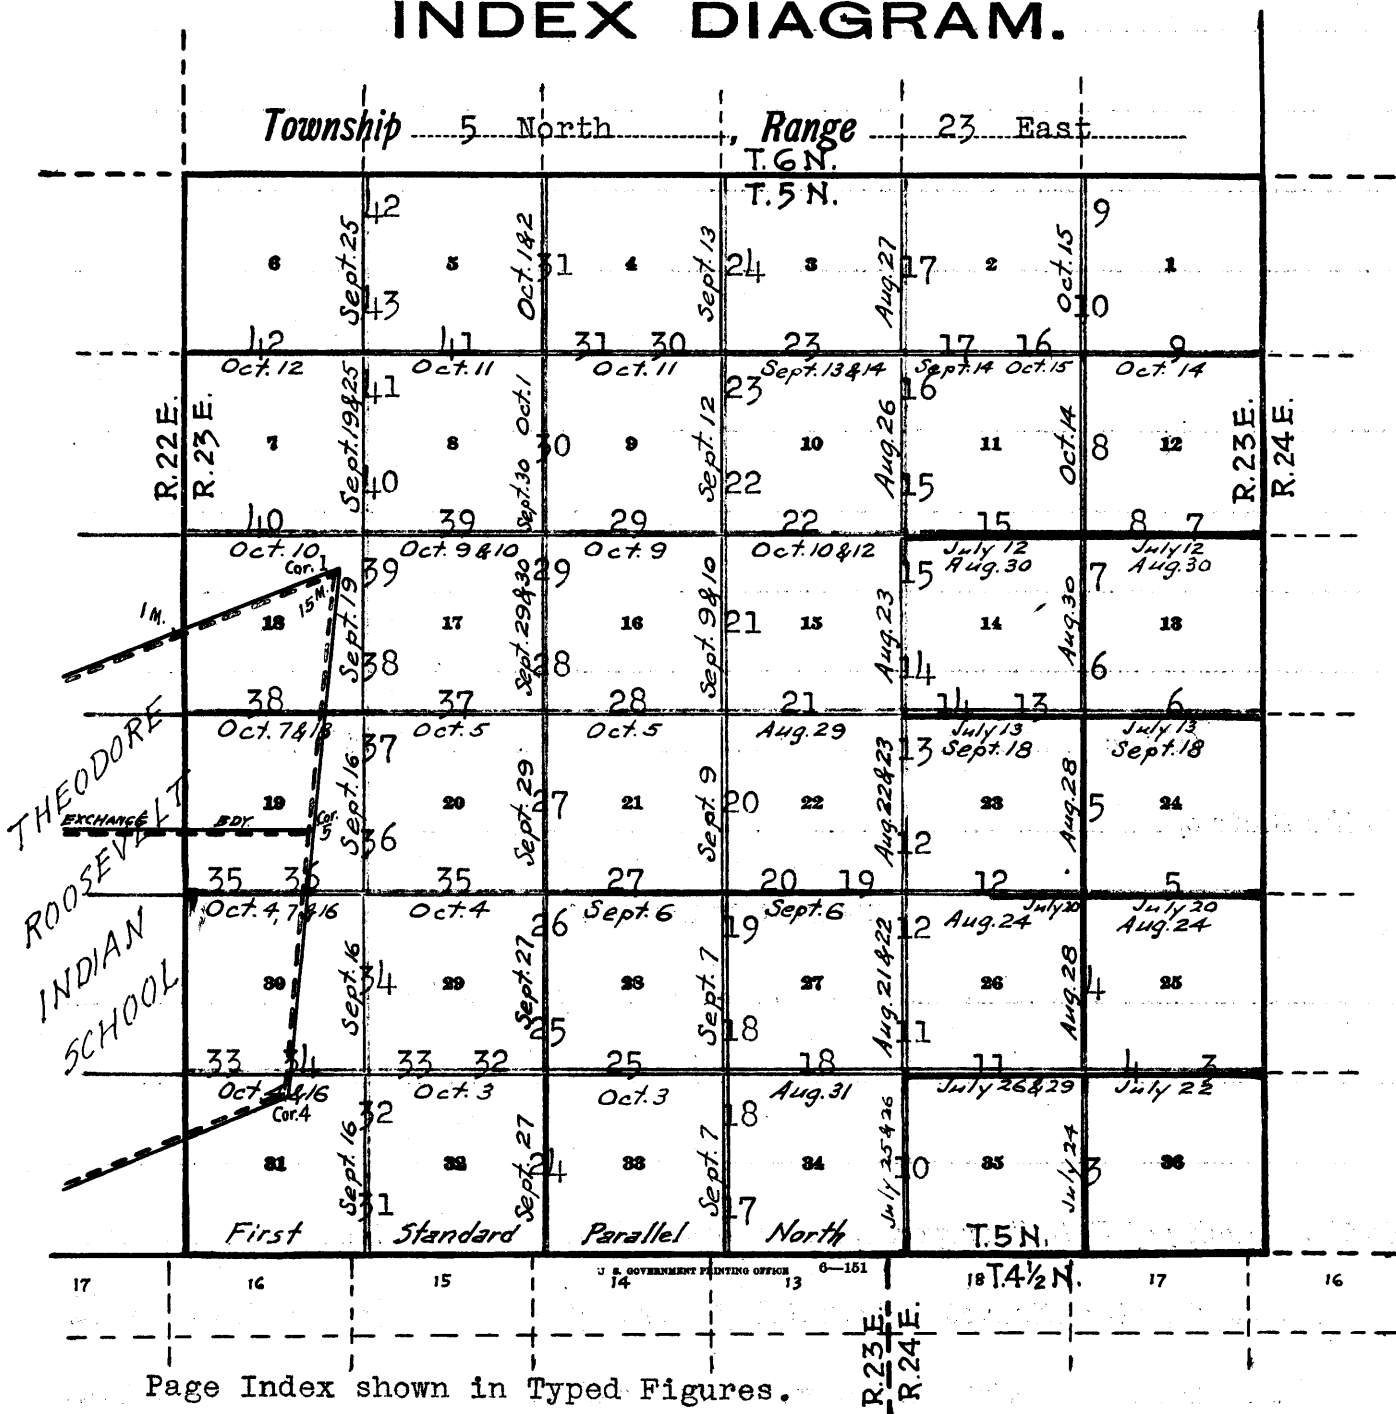 INDEX DIAGRAM.
Township 5 North, Range 23 East
T.6N.
T.5N.
42 9
6 Sept.25 5 Oct.1&2 31 4 Sept.13 24 3 Aug.27 17 2 Oct.15 1
43 10
42 41 31 30 23 17 16 9
Oct.12 Oct.11 Oct.11 Sept.13&14 Sept.14 Oct.15 Oct.14
41 23 16
R.22E. R.23E. 7 Sept.19&25 8 Sept.30 Oct.1 30 9 Sept.12 10 Aug.26 11 Oct.14 8 12 R.23E. R.24E.
40 22 15
40 39 29 22 15 8 7
Oct.10 Oct.9&10 Oct.9 Oct.10&12 July 12 July 12
Cor.1 39 29 15 Aug.30 7 Aug.30
1M. 15M.
18 Sept.19 17 Sept.29&30 16 Sept.9&10 21 15 Aug.23 14 Aug.30 13
38 28 14 6
38 37 28 21 14 13 6
Oct.7&13 Oct.5 Oct.5 Aug.29 July 13 July 13
37 13 Sept.18 Sept.18
THEODORE
19 Sept.16 20 Sept.29 27 21 Sept.9 20 22 Aug.22&23 23 Aug.28 5 24
EXCHANGE BDY. Cor.5 36 12
ROOSEVELT
35 36 35 27 20 19 12 5
Oct.4,7&16 Oct.4 Sept.6 Sept.6 July 20 July 20
26 19 12 Aug.24 Aug.24
INDIAN
30 Sept.16 34 29 Sept.27 28 Sept.7 27 Aug.21&22 26 Aug.28 4 25
SCHOOL
25 18 11
33 34 33 32 25 18 11 4 3
Oct. &16 Oct.3 Oct.3 Aug.31 July 26&29 July 22
Cor.4 32 18
31 Sept.16 32 Sept.27 24 33 Sept.7 34 July 25&26 10 35 July 24 3 36
31 17
First Standard Parallel North T.5N.
U. S. GOVERNMENT PRINTING OFFICE 6—151
17 16 15 14 13 18 T.4½N. 17 16
R.23E. R.24E.
Page Index shown in Typed Figures.